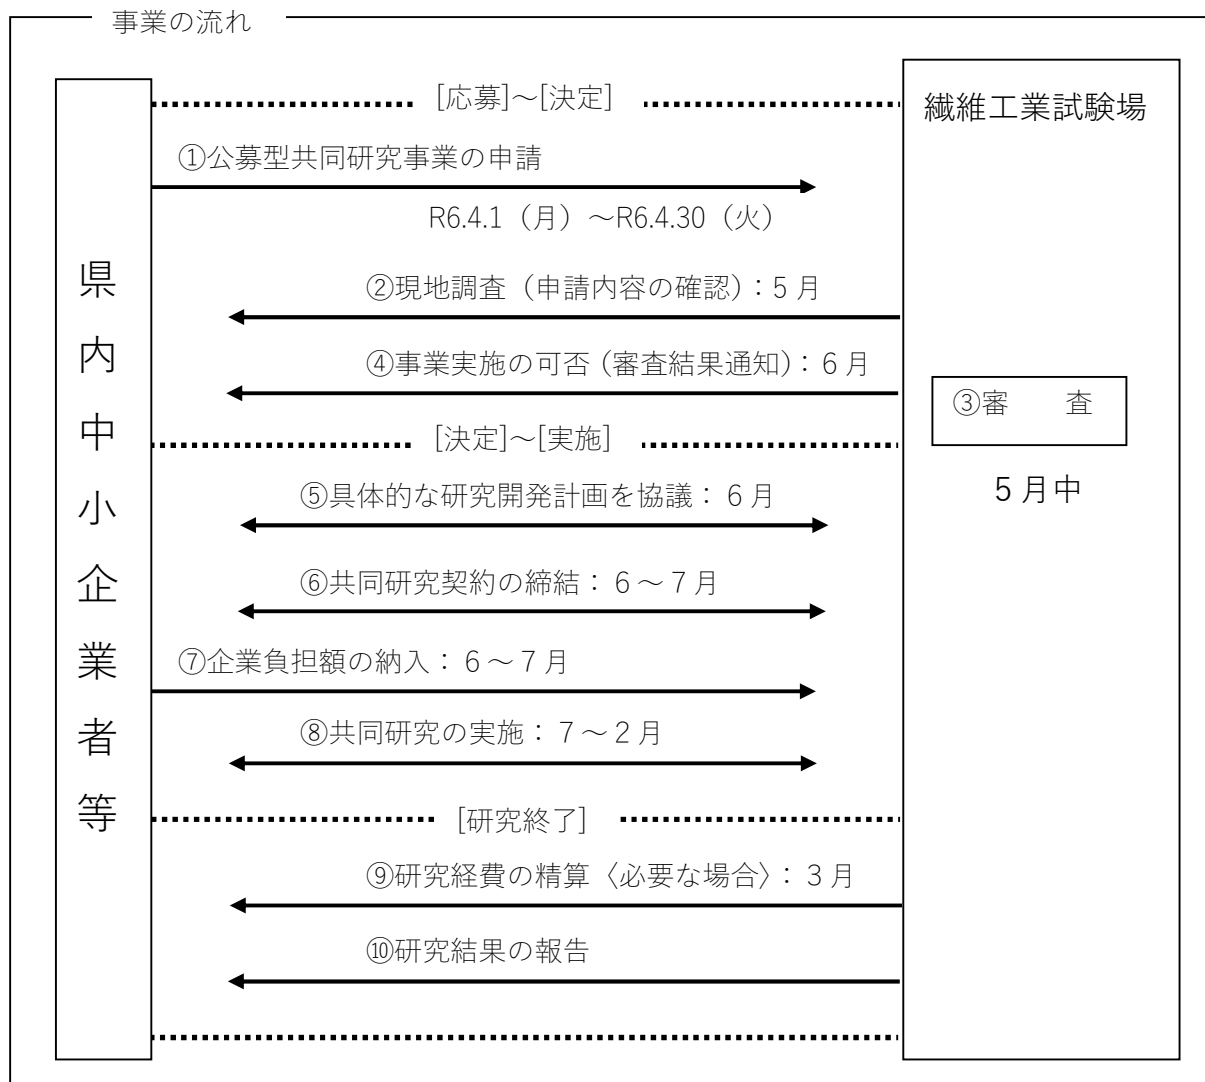 事業の流れ
[応募]～[決定]
繊維工業試験場
①公募型共同研究事業の申請
R6.4.1（月）～R6.4.30（火）
県内中小企業者等
②現地調査（申請内容の確認）：５月
④事業実施の可否（審査結果通知）：６月
③審　　査
[決定]～[実施]
５月中
⑤具体的な研究開発計画を協議：６月
⑥共同研究契約の締結：６～７月
⑦企業負担額の納入：６～７月
⑧共同研究の実施：７～２月
[研究終了]
⑨研究経費の精算〈必要な場合〉：３月
⑩研究結果の報告